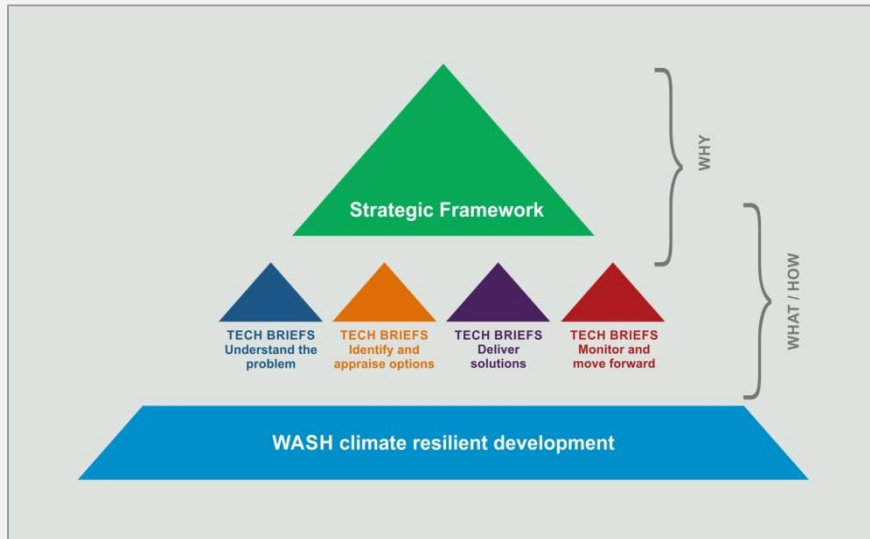 Strategic Framework
WHY
WHAT / HOW
TECH BRIEFS
Understand the
problem
TECH BRIEFS
Identify and
appraise options
TECH BRIEFS
Deliver
solutions
TECH BRIEFS
Monitor and
move forward
WASH climate resilient development